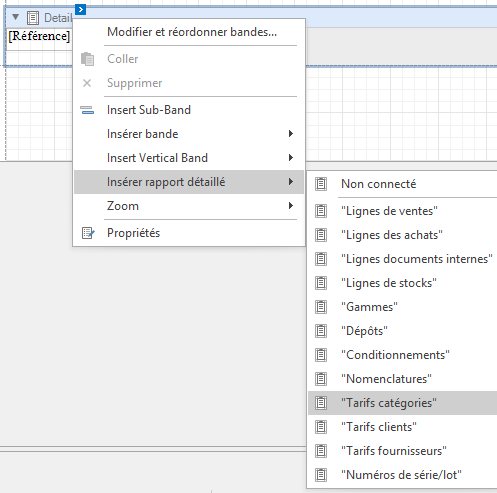 Detail
[Référence]
Modifier et réordonner bandes...
Coller
Supprimer
Insert Sub-Band
Insérer bande
Insert Vertical Band
Insérer rapport détaillé
Zoom
Propriétés
Non connecté
"Lignes de ventes"
"Lignes des achats"
"Lignes documents internes"
"Lignes de stocks"
"Gammes"
"Dépôts"
"Conditionnements"
"Nomenclatures"
"Tarifs catégories"
"Tarifs clients"
"Tarifs fournisseurs"
"Numéros de série/lot"